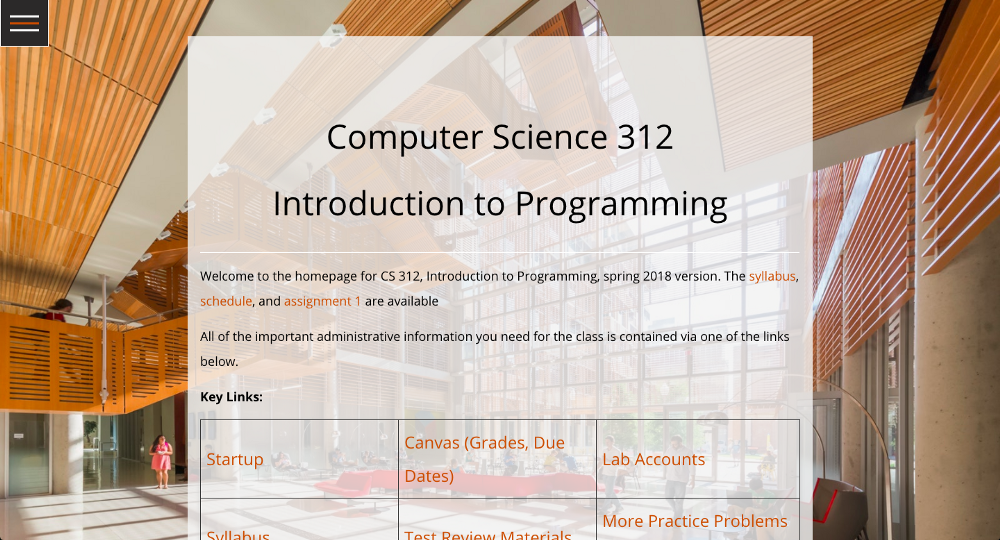 Computer Science 312
Introduction to Programming
Welcome to the homepage for CS 312, Introduction to Programming, spring 2018 version. The syllabus,
schedule, and assignment 1 are available
All of the important administrative information you need for the class is contained via one of the links
below.
Key Links:
Startup
Canvas (Grades, Due
Dates)
Lab Accounts
Syllabus
Test Review Materials
More Practice Problems